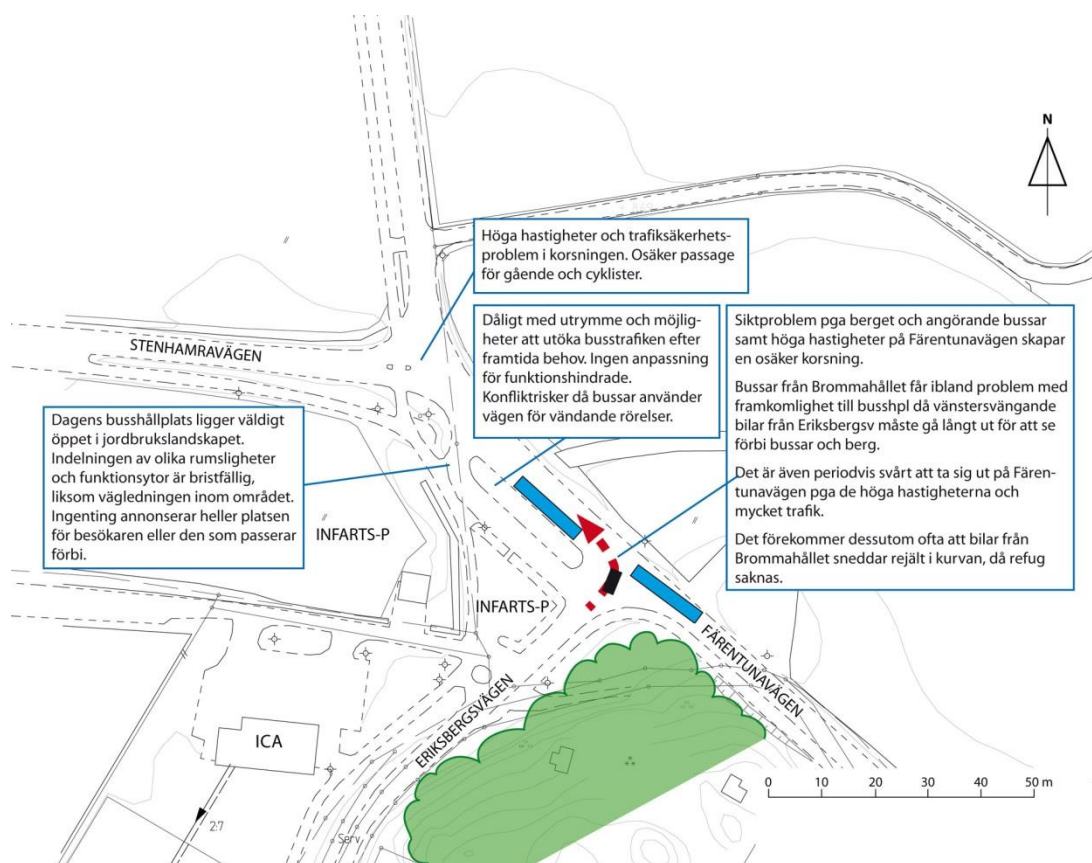 N
Höga hastigheter och trafiksäkerhets-
problem i korsningen. Osäker passage
för gående och cyklister.
Dåligt med utrymme och möjlig-
heter att utöka busstrafiken efter
framtida behov. Ingen anpassning
för funktionshindrade.
Konfliktrisker då bussar använder
vägen för vändande rörelser.
Siktproblem pga berget och angörande bussar
samt höga hastigheter på Färentunavägen skapar
en osäker korsning.
Bussar från Brommahållet får ibland problem med
framkomlighet till busshpl då vänstersvängande
bilar från Eriksbergsv måste gå långt ut för att se
förbi bussar och berg.
Det är även periodvis svårt att ta sig ut på Fären-
tunavägen pga de höga hastigheterna och
mycket trafik.
Det förekommer dessutom ofta att bilar från
Brommahållet sneddar rejält i kurvan, då refug
saknas.
STENHAMRAVÄGEN
Dagens busshållplats ligger väldigt
öppet i jordbrukslandskapet.
Indelningen av olika rumsligheter
och funktionsytor är bristfällig,
liksom vägledningen inom området.
Ingenting annonserar heller platsen
för besökaren eller den som passerar
förbi.
INFARTS-P
INFARTS-P
FÄRENTUNAVÄGEN
ERIKSBERGSVÄGEN
ICA
2:7
Serv
0 10 20 30 40 50 m